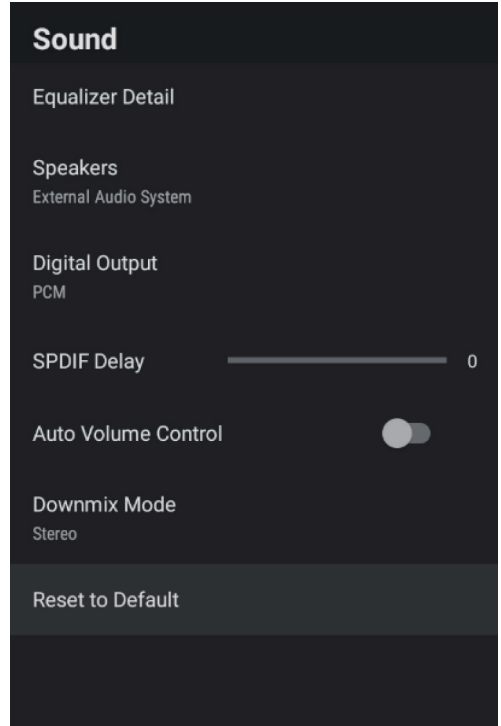 Sound
Equalizer Detail
Speakers
External Audio System
Digital Output
PCM
SPDIF Delay 0
Auto Volume Control
Downmix Mode
Stereo
Reset to Default